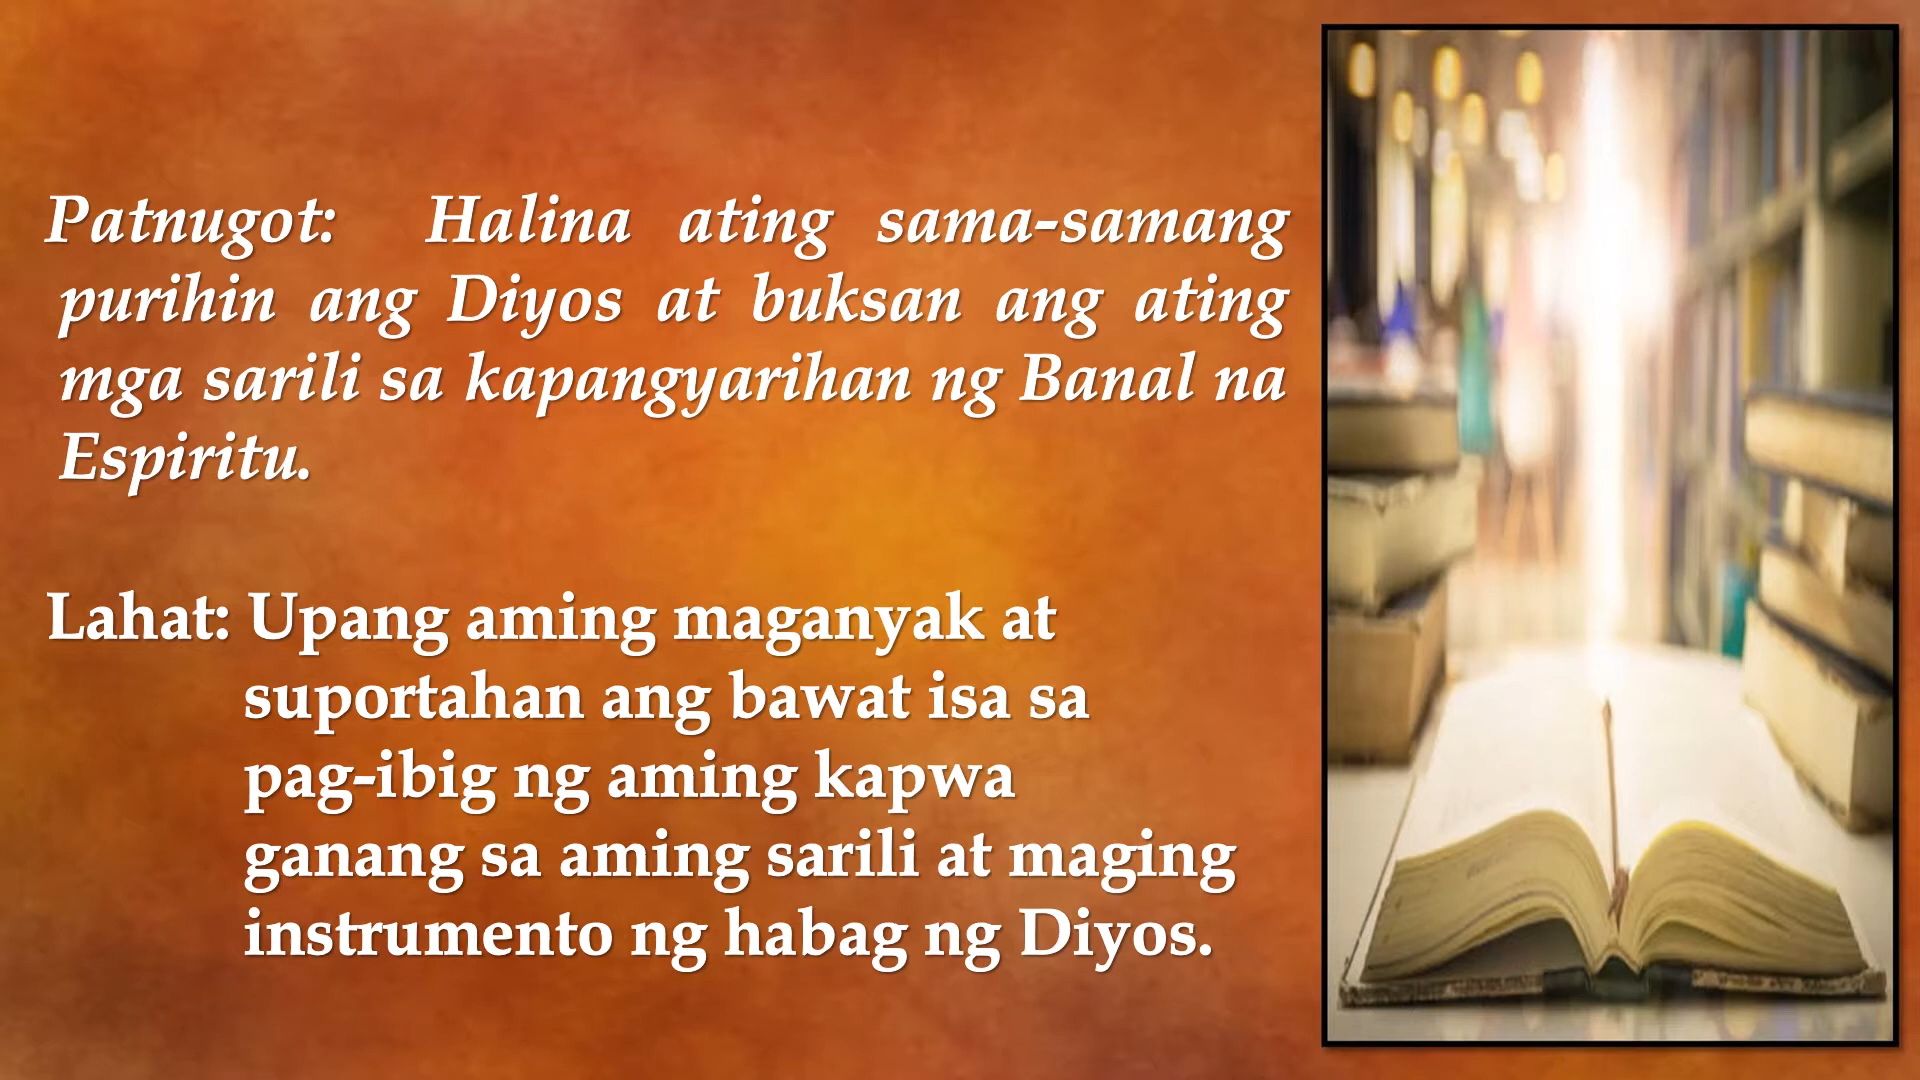 Patnugot: Halina ating sama-samang
purihin ang Diyos at buksan ang ating
mga sarili sa kapangyarihan ng Banal na
Espiritu.
Lahat: Upang aming maganyak at
suportahan ang bawat isa sa
pag-ibig ng aming kapwa
ganang sa aming sarili at maging
instrumento ng habag ng Diyos.